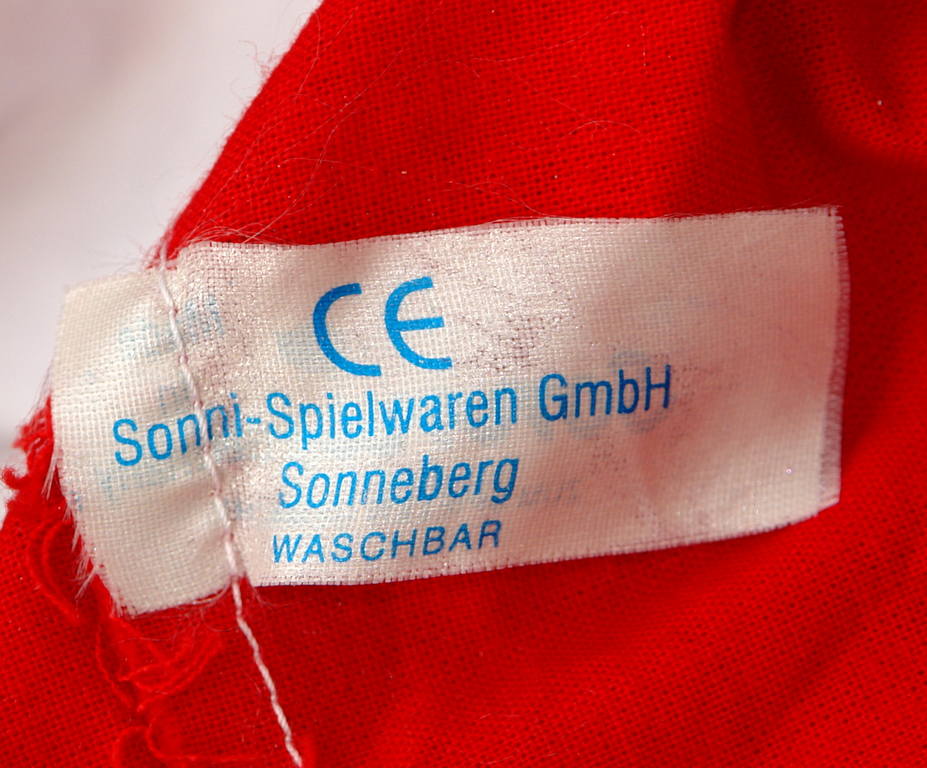 CE
Sonni-Spielwaren GmbH
Sonneberg
WASCHBAR